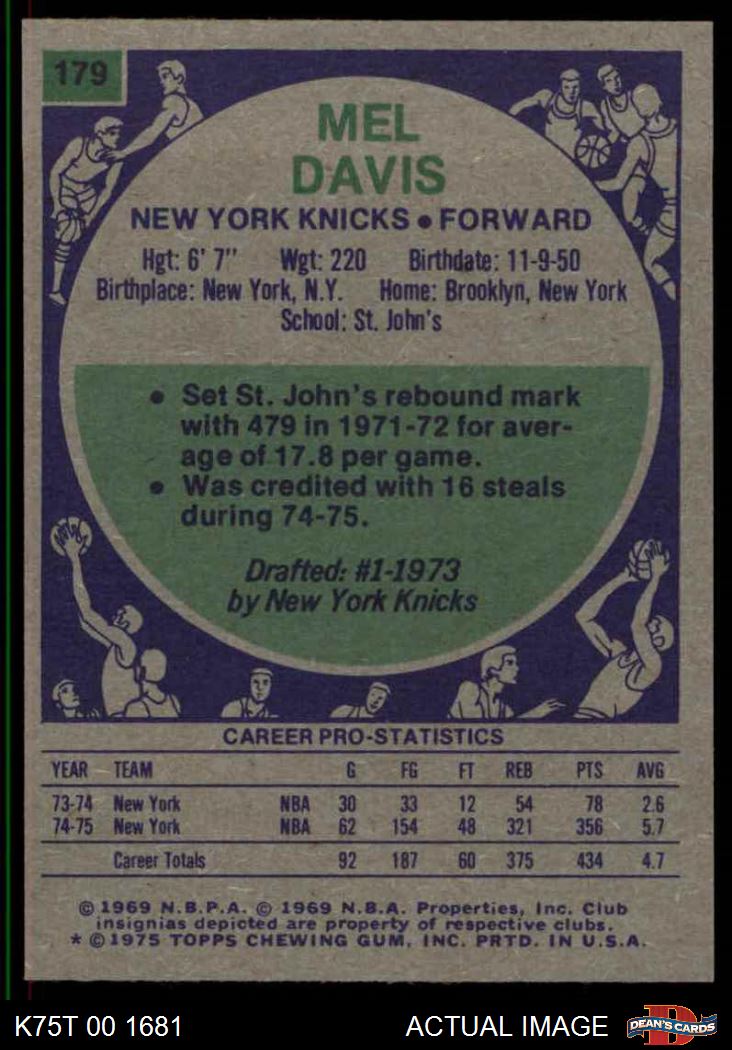 179
MEL
DAVIS
NEW YORK KNICKS • FORWARD
Hgt: 6' 7" Wgt: 220 Birthdate: 11-9-50
Birthplace: New York, N.Y. Home: Brooklyn, New York
School: St. John's
• Set St. John's rebound mark
with 479 in 1971-72 for aver-
age of 17.8 per game.
• Was credited with 16 steals
during 74-75.
Drafted: #1-1973
by New York Knicks
CAREER PRO-STATISTICS
YEAR TEAM G FG FT REB PTS AVG
73-74 New York NBA 30 33 12 54 78 2.6
74-75 New York NBA 62 154 48 321 356 5.7
Career Totals 92 187 60 375 434 4.7
© 1969 N.B.P.A. © 1969 N.B.A. Properties, Inc. Club
insignias depicted are property of respective clubs.
* © 1975 TOPPS CHEWING GUM, INC. PRTD. IN U.S.A.
K75T 00 1681 ACTUAL IMAGE DEAN'S CARDS